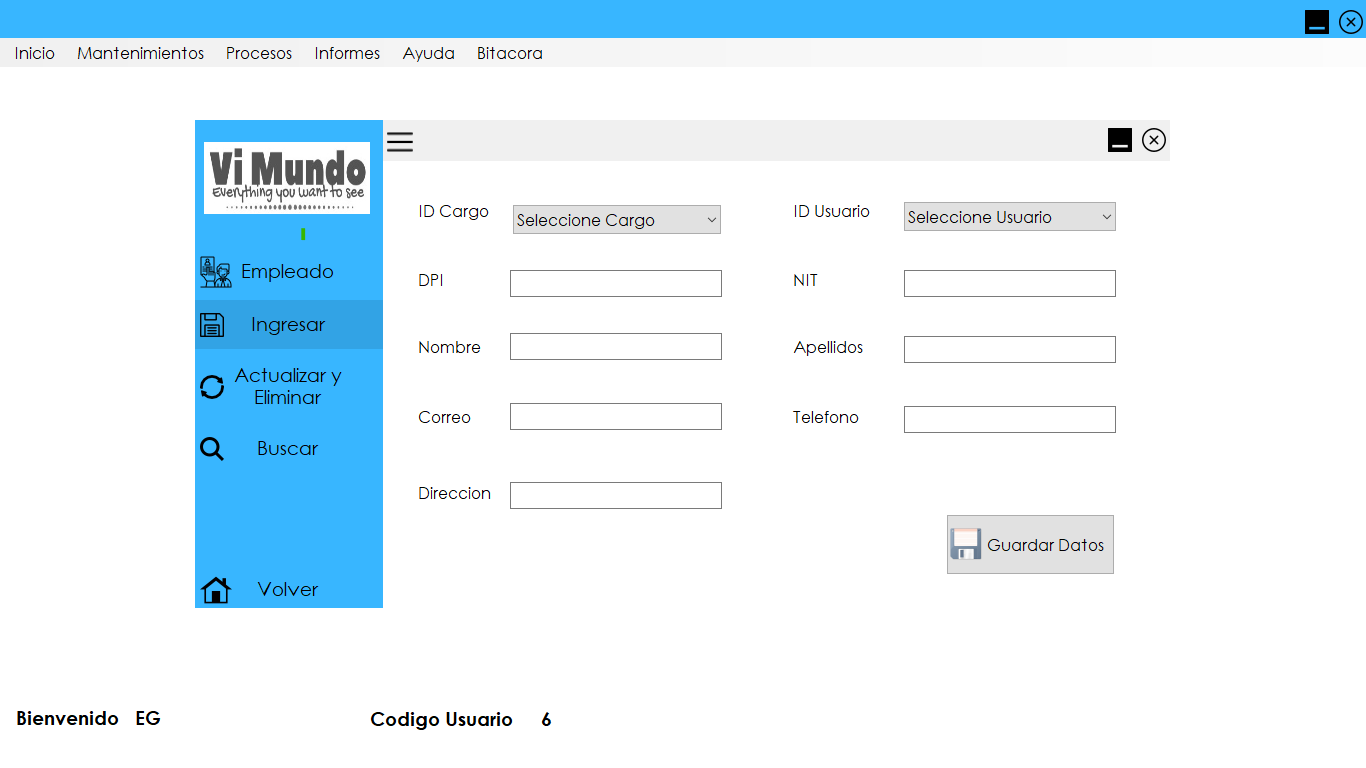 Inicio Mantenimientos Procesos Informes Ayuda Bitacora
Vi Mundo
Everything you want to see
Empleado
Ingresar
Actualizar y
Eliminar
Buscar
Volver
ID Cargo Seleccione Cargo ID Usuario Seleccione Usuario
DPI NIT
Nombre Apellidos
Correo Telefono
Direccion
Guardar Datos
Bienvenido EG Codigo Usuario 6